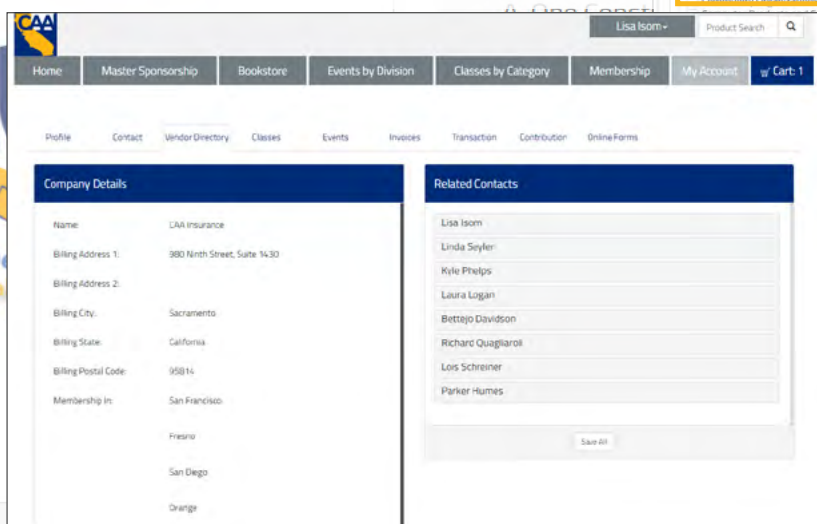 CAA
Lisa Isom
Product Search
Home Master Sponsorship Bookstore Events by Division Classes by Category Membership My Account Cart: 1
Profile Contact Vendor Directory Classes Events Invoices Transaction Contribution Online Forms
Company Details
Name: CAA Insurance
Billing Address 1: 980 Ninth Street, Suite 1430
Billing Address 2:
Billing City: Sacramento
Billing State: California
Billing Postal Code: 95814
Membership In: San Francisco
Fresno
San Diego
Orange
Related Contacts
Lisa Isom
Linda Seyler
Kyle Phelps
Laura Logan
Bettejo Davidson
Richard Quagliaroli
Lois Schreiner
Parker Humes
Save All